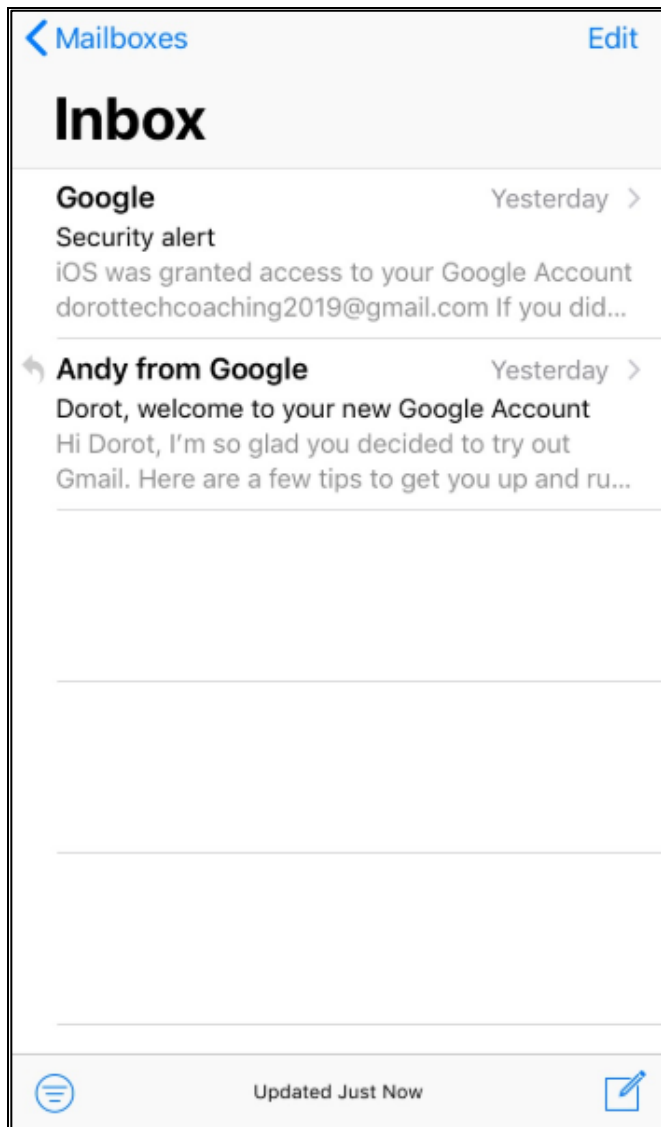 Mailboxes Edit
Inbox
Google Yesterday
Security alert
iOS was granted access to your Google Account
dorottechcoaching2019@gmail.com If you did...
Andy from Google Yesterday
Dorot, welcome to your new Google Account
Hi Dorot, I'm so glad you decided to try out
Gmail. Here are a few tips to get you up and ru...
Updated Just Now